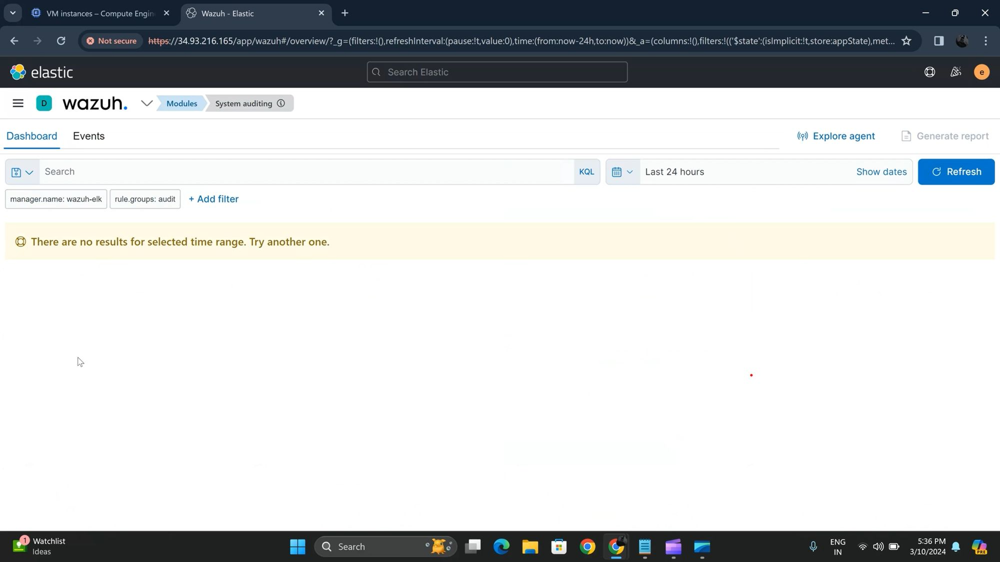 VM instances – Compute Engin
Wazuh - Elastic
Not secure
https://34.93.216.165/app/wazuh#/overview/?_g=(filters:!(),refreshInterval:(pause:!t,value:0),time:(from:now-24h,to:now))&_a=(columns:!(),filters:!(('$state':(isImplicit:!t,store:appState),met...
elastic
Search Elastic
e
D
wazuh.
Modules
System auditing
Dashboard
Events
Explore agent
Generate report
Search
KQL
Last 24 hours
Show dates
Refresh
manager.name: wazuh-elk
rule.groups: audit
+ Add filter
There are no results for selected time range. Try another one.
1
Watchlist
Ideas
Search
ENG
IN
5:36 PM
3/10/2024
PRE